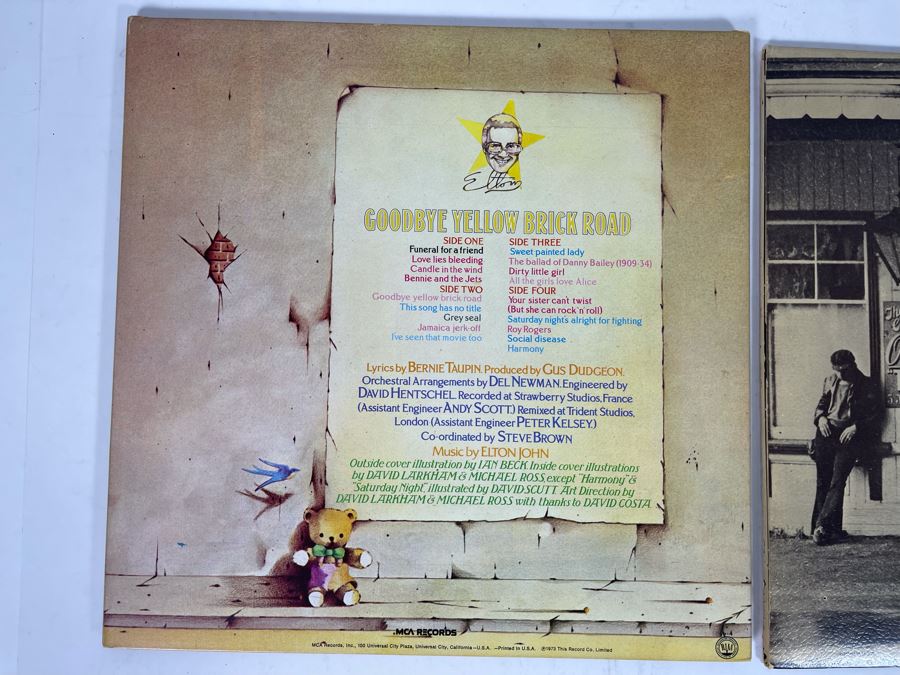 Elton
GOODBYE YELLOW BRICK ROAD
SIDE ONE
Funeral for a friend
Love lies bleeding
Candle in the wind
Bennie and the Jets
SIDE TWO
Goodbye yellow brick road
This song has no title
Grey seal
Jamaica jerk-off
I've seen that movie too
SIDE THREE
Sweet painted lady
The ballad of Danny Bailey (1909-34)
Dirty little girl
All the girls love Alice
SIDE FOUR
Your sister can't twist
(But she can rock 'n' roll)
Saturday night's alright for fighting
Roy Rogers
Social disease
Harmony
Lyrics by BERNIE TAUPIN. Produced by GUS DUDGEON.
Orchestral Arrangements by DEL NEWMAN. Engineered by
DAVID HENTSCHEL. Recorded at Strawberry Studios, France
(Assistant Engineer ANDY SCOTT.) Remixed at Trident Studios,
London (Assistant Engineer PETER KELSEY.)
Co-ordinated by STEVE BROWN
Music by ELTON JOHN
Outside cover illustration by IAN BECK. Inside cover illustrations
by DAVID LARKHAM & MICHAEL ROSS, except "Harmony" &
"Saturday Night" illustrated by DAVID SCUTT. Art Direction by
DAVID LARKHAM & MICHAEL ROSS with thanks to DAVID COSTA.
.MCA RECORDS
MCA Records, Inc., 100 Universal City Plaza, Universal City, California - U.S.A. - Printed in U.S.A. ℗1973 This Record Co. Limited